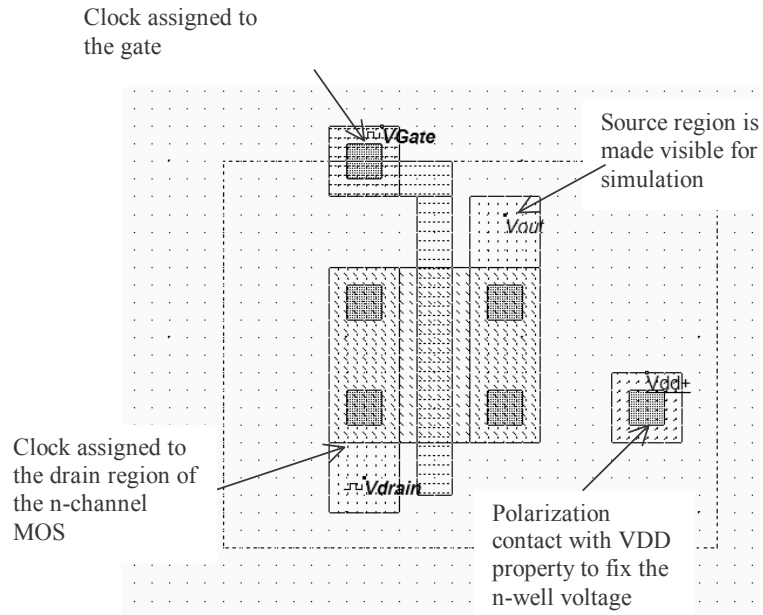 Clock assigned to
the gate
VGate
Source region is
made visible for
simulation
Vout
Vdd+
Clock assigned to
the drain region of
the n-channel
MOS
Vdrain
Polarization
contact with VDD
property to fix the
n-well voltage